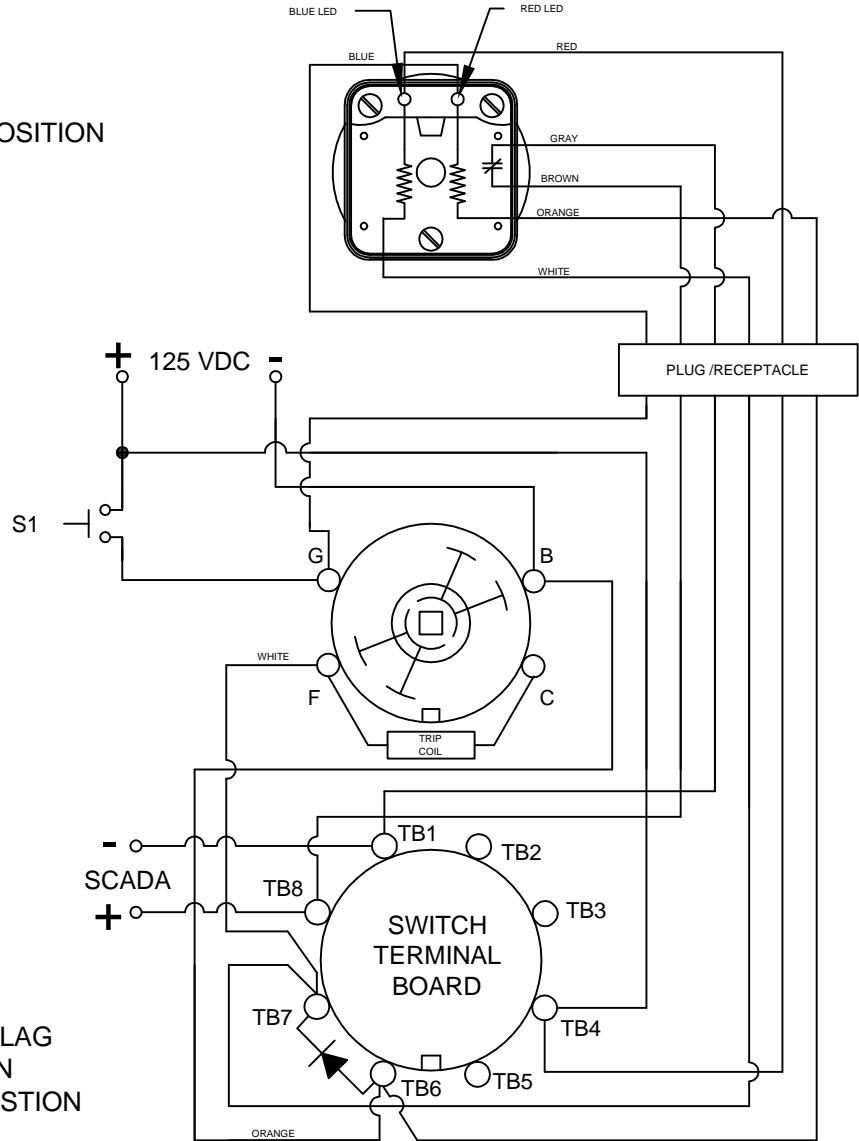 BLUE LED
RED LED
BLUE
RED
OSITION
GRAY
BROWN
ORANGE
WHITE
+ 125 VDC -
PLUG /RECEPTACLE
S1
G
B
WHITE
F
C
TRIP
COIL
-
TB1
TB2
SCADA
TB8
TB3
+
SWITCH
TERMINAL
BOARD
TB7
TB4
LAG
N
TB6
TB5
STION
ORANGE